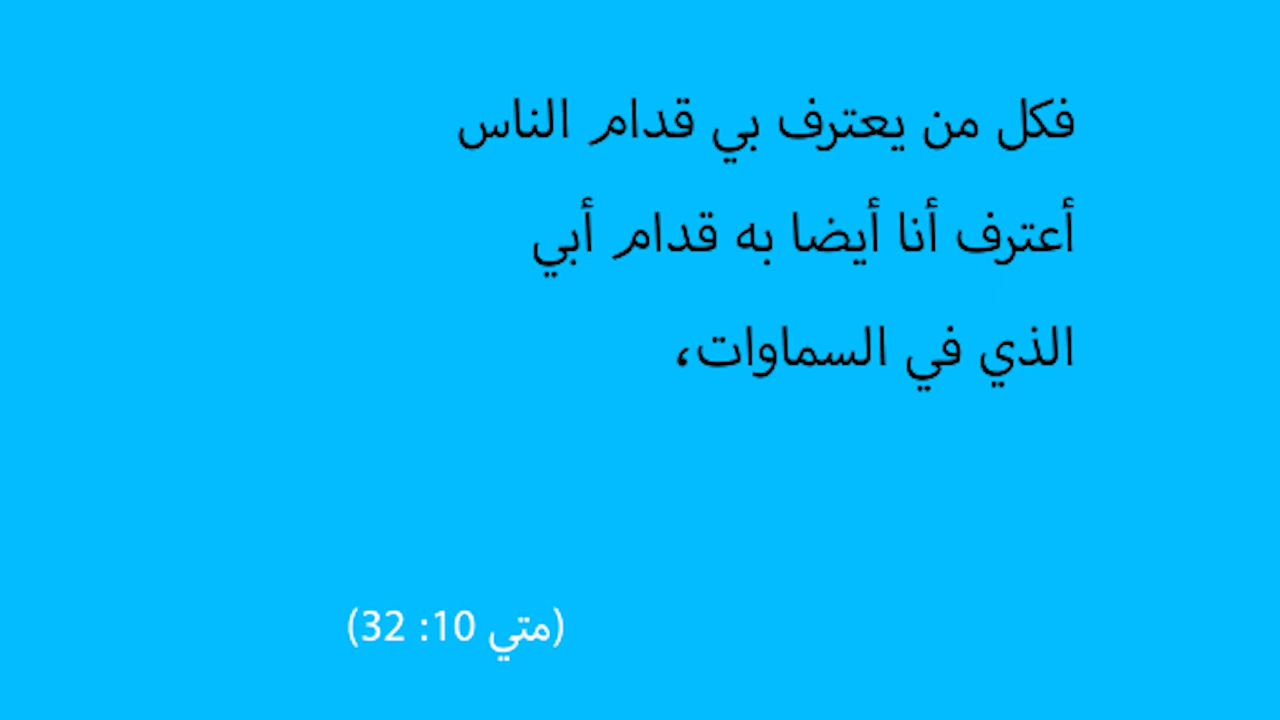 فكل من يعترف بي قدام الناس
أعترف أنا أيضا به قدام أبي
الذي في السماوات،
(متي 10: 32)